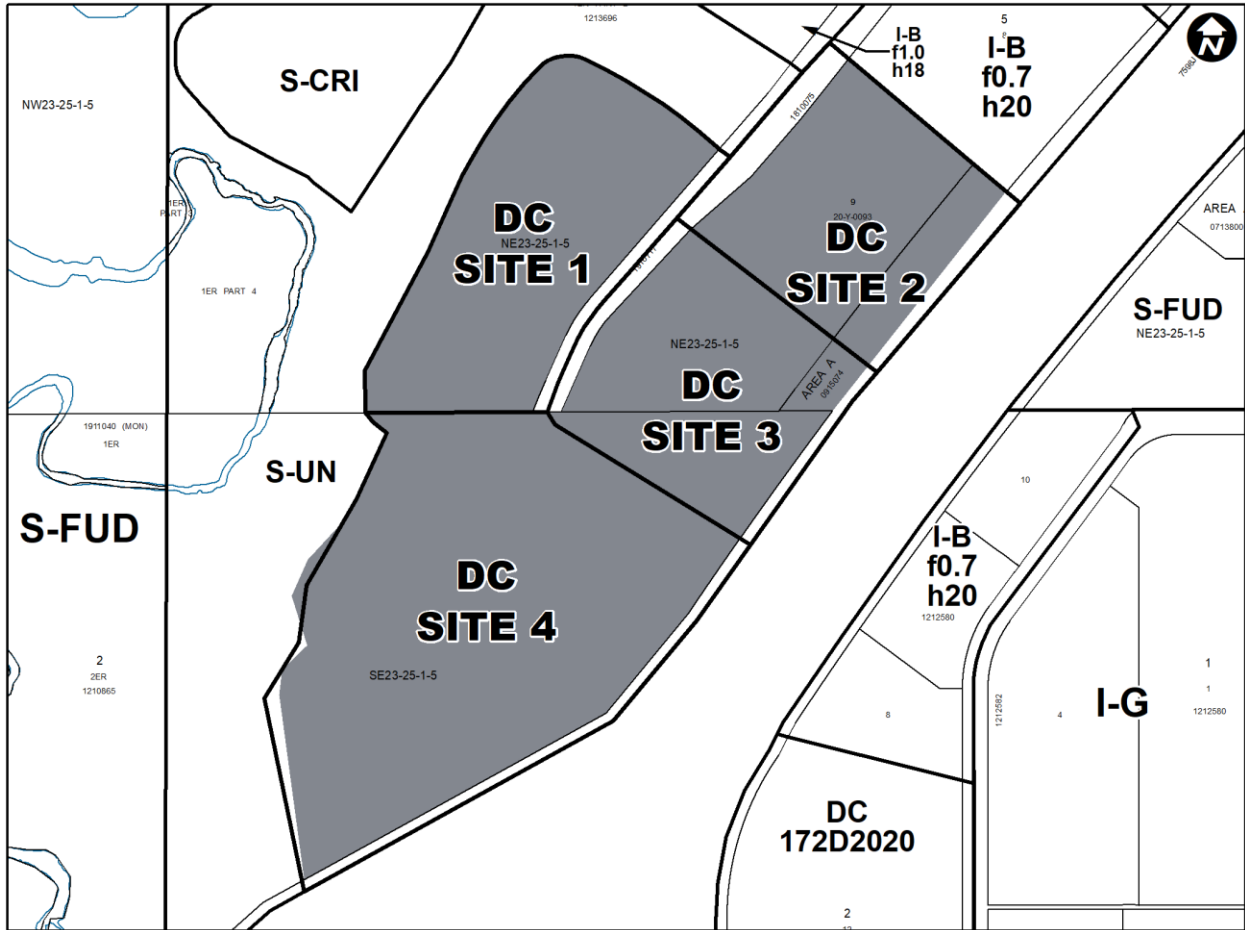 1213696
5
I-B
f1.0
h18
I-B
f0.7
h20
N
7598LJ
S-CRI
NW23-25-1-5
1810075
1ER
9
20-Y-0093
AREA
0713800
DC
NE23-25-1-5
SITE 1
DC
SITE 2
1ER PART 4
S-FUD
NE23-25-1-5
NE23-25-1-5
DC
AREA A
0915074
SITE 3
1911040 (MON)
1ER
S-UN
S-FUD
10
I-B
f0.7
h20
1212580
DC
SITE 4
2
2ER
1210865
SE23-25-1-5
8
1212582
4
I-G
1
1
1212580
DC
172D2020
2